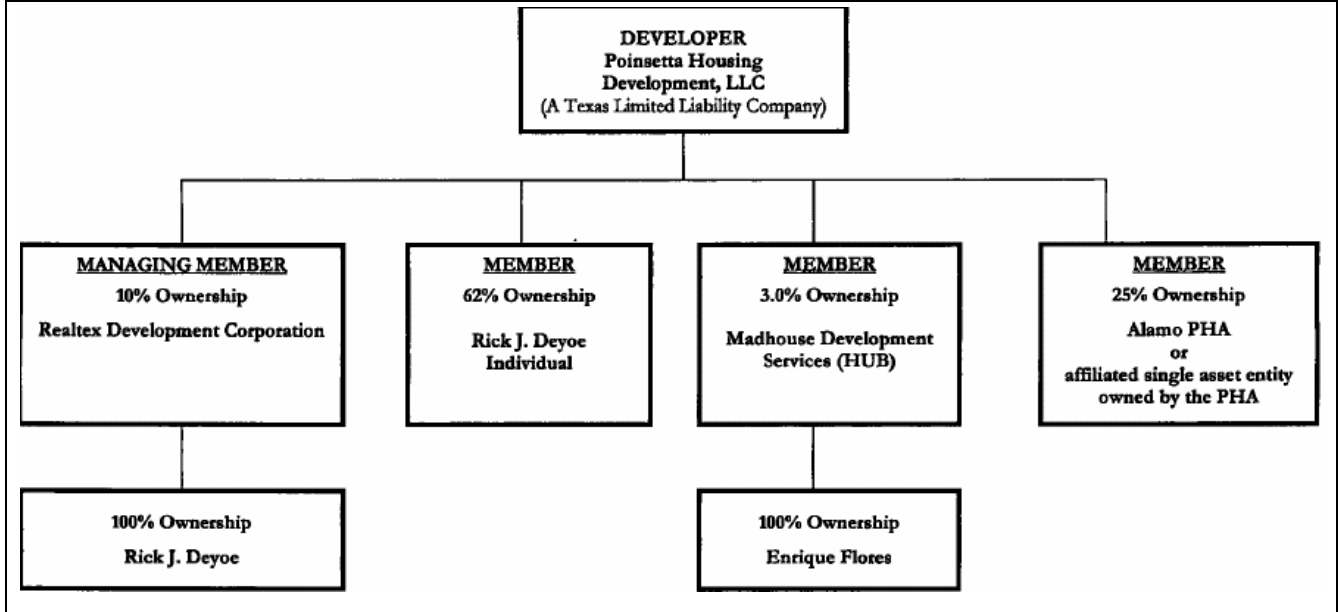 DEVELOPER
Poinsetta Housing
Development, LLC
(A Texas Limited Liability Company)
MANAGING MEMBER
10% Ownership
Realtex Development Corporation
MEMBER
62% Ownership
Rick J. Deyoe
Individual
MEMBER
3.0% Ownership
Madhouse Development
Services (HUB)
MEMBER
25% Ownership
Alamo PHA
or
affiliated single asset entity
owned by the PHA
100% Ownership
Rick J. Deyoe
100% Ownership
Enrique Flores